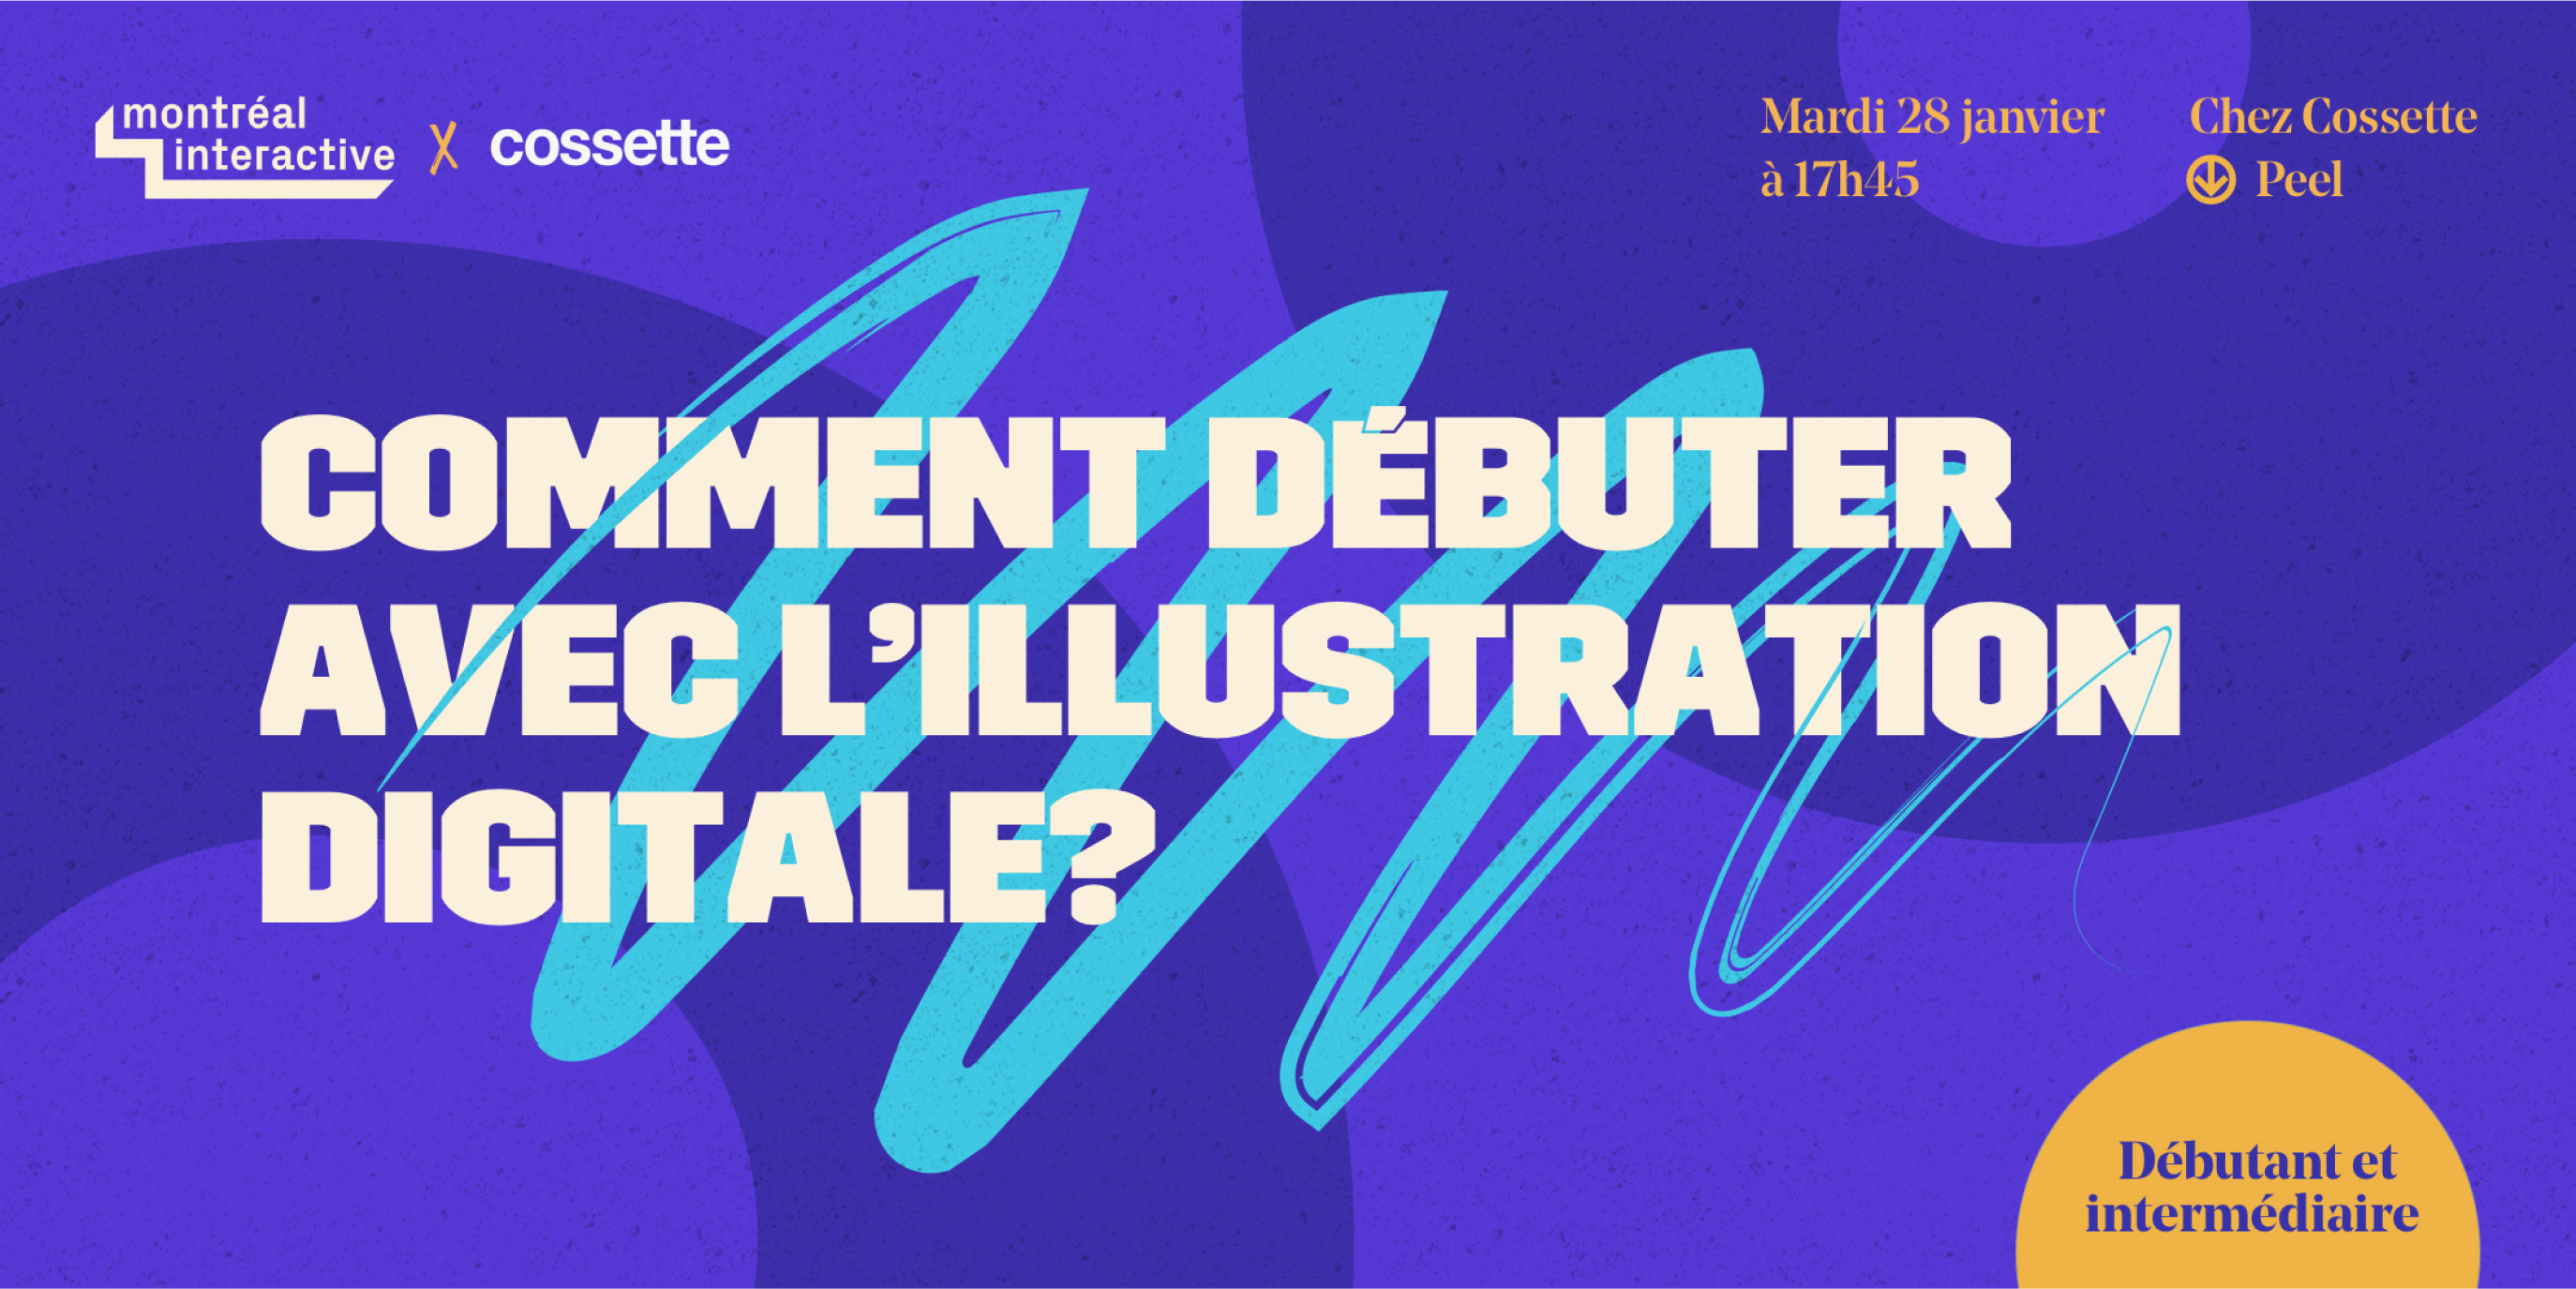 montréal
interactive
X
cossette
Mardi 28 janvier
à 17h45
Chez Cossette
Peel
COMMENT DÉBUTER
AVEC L’ILLUSTRATION
DIGITALE?
Débutant et
intermédiaire